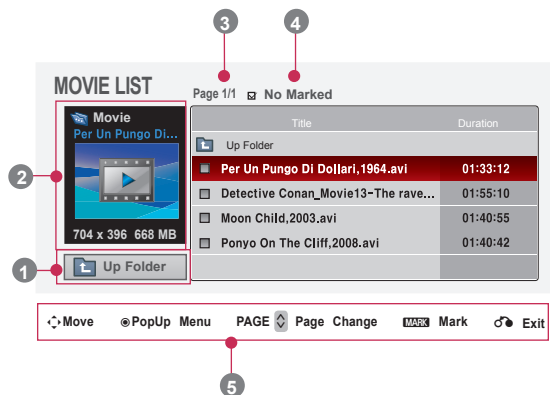 3
4
MOVIE LIST
Page 1/1 No Marked
Movie
Per Un Pungo Di...
704 x 396 668 MB
Up Folder
Title Duration
Up Folder
Per Un Pungo Di Dollari,1964.avi 01:33:12
Detective Conan_Movie13-The rave... 01:55:10
Moon Child,2003.avi 01:40:55
Ponyo On The Cliff,2008.avi 01:40:42
2
1
Move PopUp Menu PAGE Page Change MARK Mark Exit
5